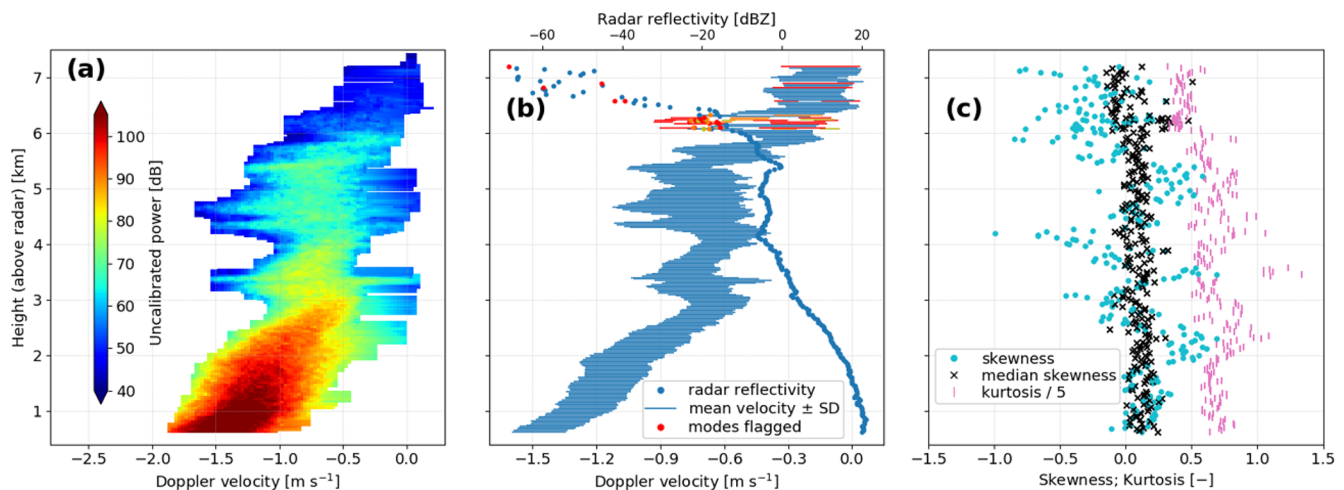 Radar reflectivity [dBZ]
−60 −40 −20 0 20
(a)
(b)
(c)
7
6
5
4
3
2
1
Height (above radar) [km]
100
90
80
70
60
50
40
Uncailibrated power [dB]
radar reflectivity
mean velocity ± SD
modes flagged
skewness
median skewness
kurtosis / 5
−2.5 −2.0 −1.5 −1.0 −0.5 0.0
Doppler velocity [m s⁻¹]
−1.5 −1.2 −0.9 −0.6 −0.3 0.0
Doppler velocity [m s⁻¹]
−1.5 −1.0 −0.5 0.0 0.5 1.0 1.5
Skewness; Kurtosis [−]